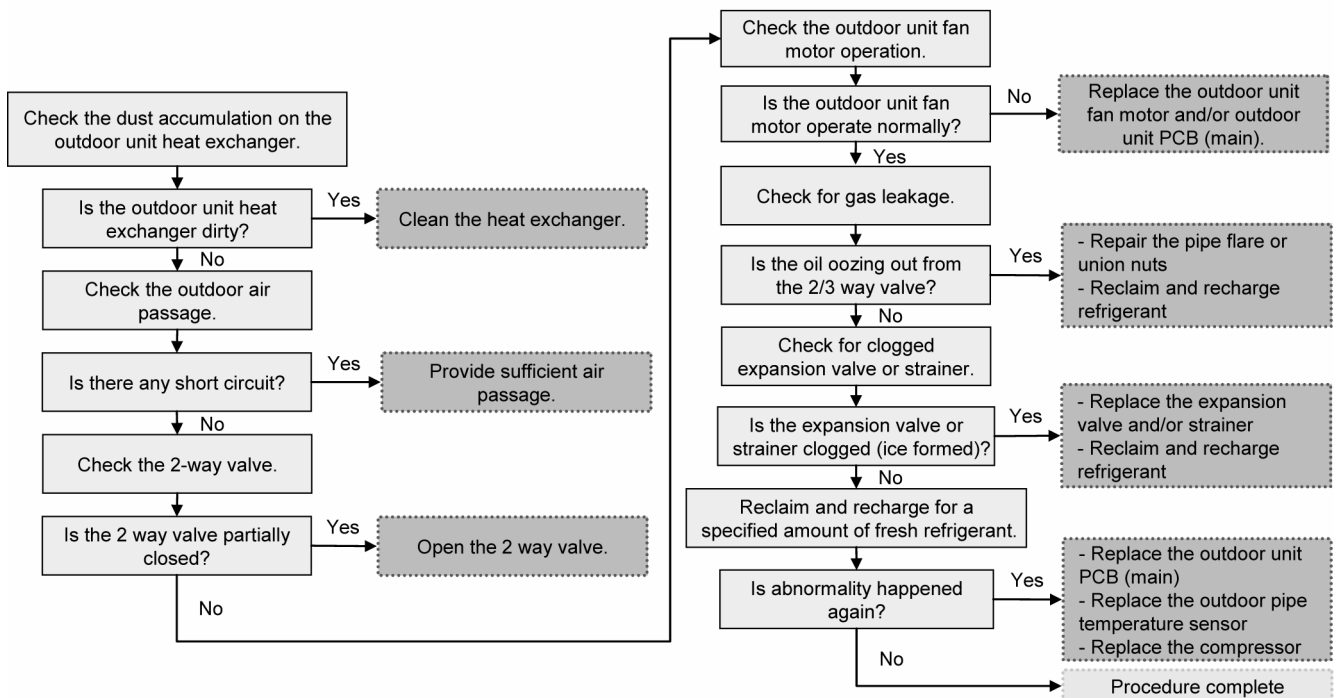 Check the dust accumulation on the
outdoor unit heat exchanger.
Is the outdoor unit heat
exchanger dirty?
Yes
Clean the heat exchanger.
No
Check the outdoor air
passage.
Is there any short circuit?
Yes
Provide sufficient air
passage.
No
Check the 2-way valve.
Is the 2 way valve partially
closed?
Yes
Open the 2 way valve.
No
Check the outdoor unit fan
motor operation.
Is the outdoor unit fan
motor operate normally?
No
Replace the outdoor unit
fan motor and/or outdoor
unit PCB (main).
Yes
Check for gas leakage.
Is the oil oozing out from
the 2/3 way valve?
Yes
- Repair the pipe flare or
union nuts
- Reclaim and recharge
refrigerant
No
Check for clogged
expansion valve or strainer.
Is the expansion valve or
strainer clogged (ice formed)?
Yes
- Replace the expansion
valve and/or strainer
- Reclaim and recharge
refrigerant
No
Reclaim and recharge for a
specified amount of fresh refrigerant.
Is abnormality happened
again?
Yes
- Replace the outdoor unit
PCB (main)
- Replace the outdoor pipe
temperature sensor
- Replace the compressor
No
Procedure complete